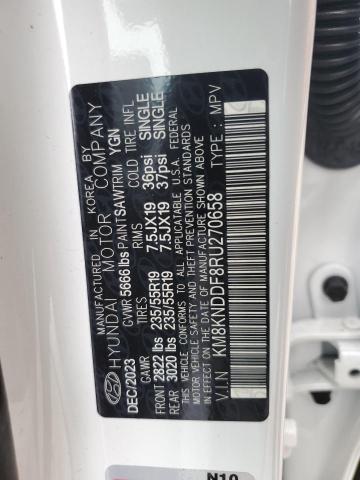 MANUFACTURED IN KOREA BY
HYUNDAI MOTOR COMPANY
DEC/2023 GVWR 5666 lbs PAINT SAW TRIM YGN
GAWR TIRES RIMS COLD TIRE INFL
FRONT 2822 lbs 235/55R19 7.5JX19 36psi SINGLE
REAR 3020 lbs 235/55R19 7.5JX19 37psi SINGLE
THIS VEHICLE CONFORMS TO ALL APPLICABLE U.S.A. FEDERAL
MOTOR VEHICLE SAFETY AND THEFT PREVENTION STANDARDS
IN EFFECT ON THE DATE OF MANUFACTURE SHOWN ABOVE.
V.I.N KM8KNDDF8RU270658 TYPE: MPV
N10